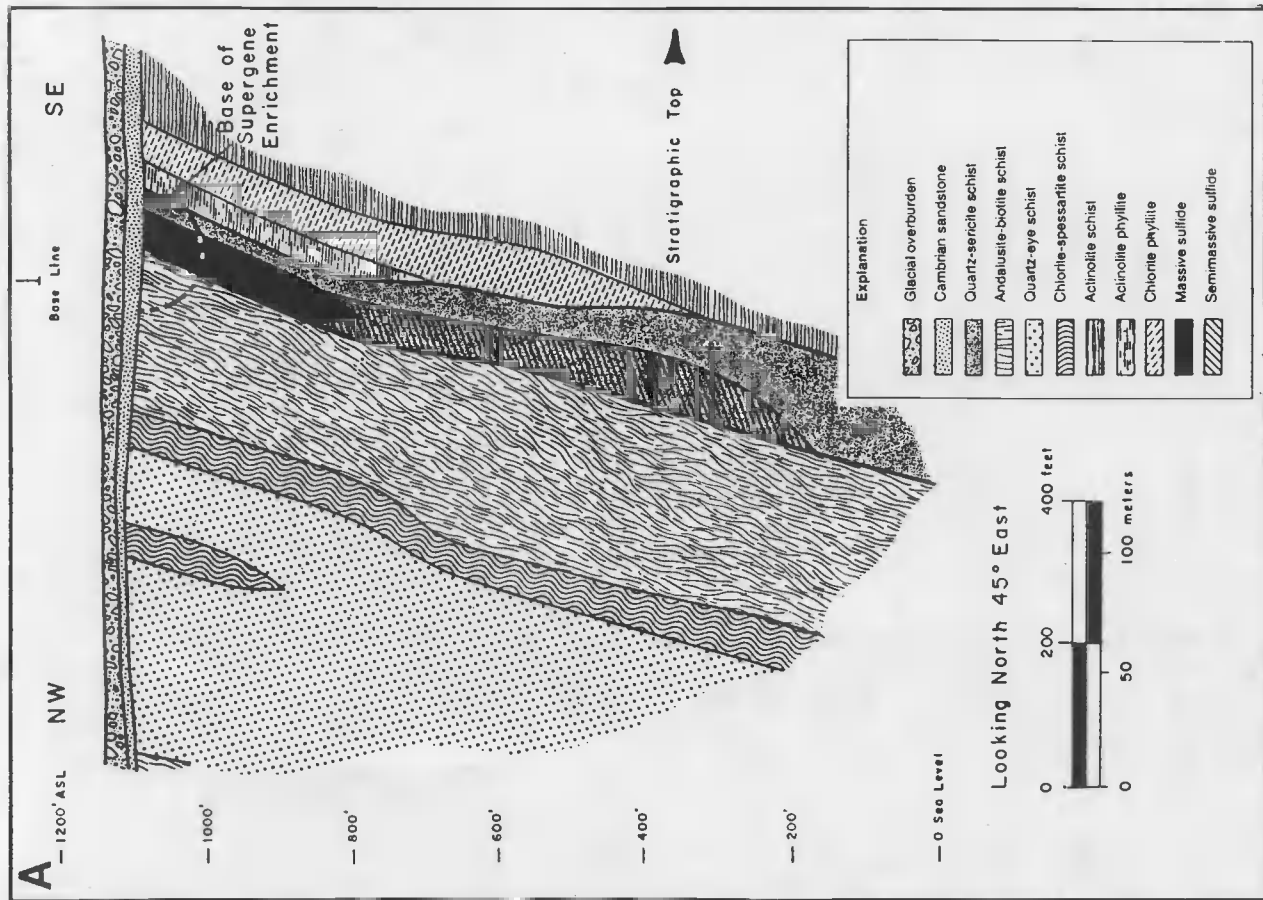 A
NW
SE
Base Line
—1200' ASL
—1000'
—800'
—600'
—400'
—200'
—0 Sea Level
Base of
Supergene
Enrichment
Stratigraphic Top
Looking North 45° East
0 200 400 feet
0 50 100 meters
Explanation
Glacial overburden
Cambrian sandstone
Quartz-sericite schist
Andalusite-biotite schist
Quartz-eye schist
Chlorite-spessartite schist
Actinolite schist
Actinolite phyllite
Chlorite phyllite
Massive sulfide
Semimassive sulfide